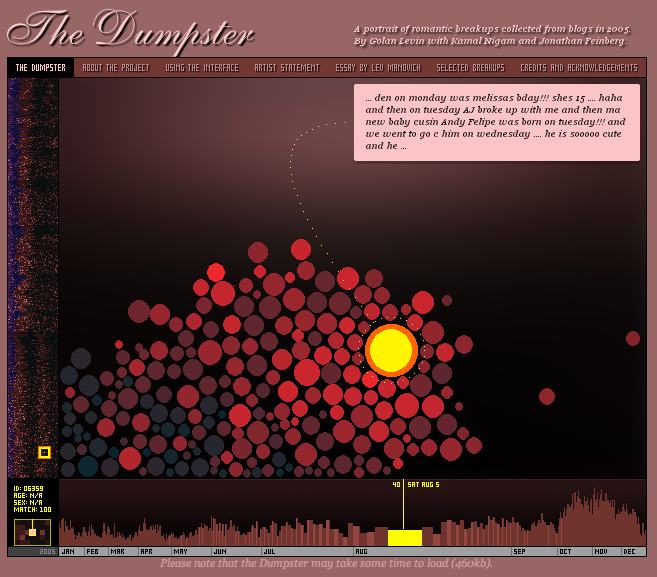 The Dumpster
A portrait of romantic breakups collected from blogs in 2005.
By Golan Levin with Kamal Nigam and Jonathan Feinberg.
THE DUMPSTER ABOUT THE PROJECT USING THE INTERFACE ARTIST STATEMENT ESSAY BY LEV MANOVICH SELECTED BREAKUPS CREDITS AND ACKNOWLEDGEMENTS
... den on monday was melissas bday!!! shes 15 .... haha
and then on tuesday AJ broke up with me and then ma
new baby cusin Andy Felipe was born on tuesday!!! and
we went to go c him on wednesday .... he is sooooo cute
and he ...
40 SAT AUG 5
ID: 06359
AGE: N/A
SEX: N/A
MATCH: 100
2005 JAN FEB MAR APR MAY JUN JUL AUG SEP OCT NOV DEC
Please note that the Dumpster may take some time to load (460kb).